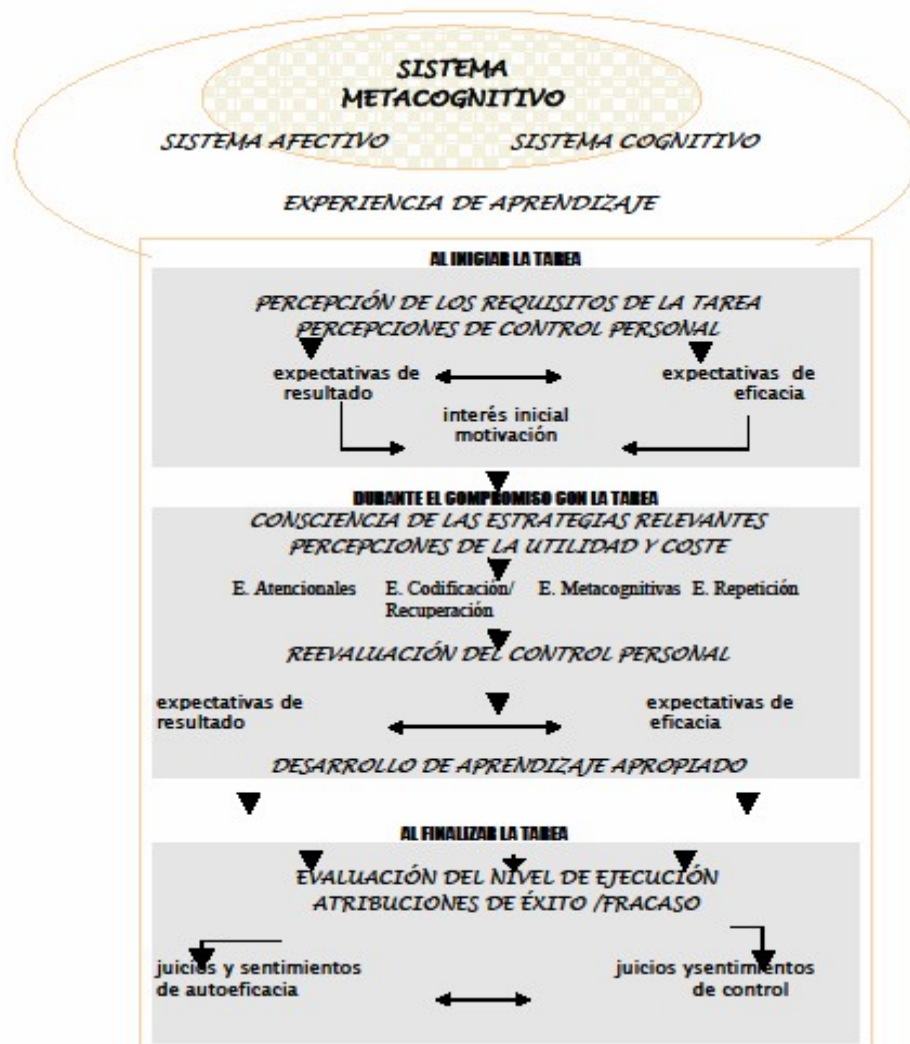 SISTEMA
METACOGNITIVO
SISTEMA AFECTIVO SISTEMA COGNITIVO
EXPERIENCIA DE APRENDIZAJE
AL INICIAR LA TAREA
PERCEPCIÓN DE LOS REQUISITOS DE LA TAREA
PERCEPCIONES DE CONTROL PERSONAL
expectativas de resultado
expectativas de eficacia
interés inicial
motivación
DURANTE EL COMPROMISO CON LA TAREA
CONSCIENCIA DE LAS ESTRATEGIAS RELEVANTES
PERCEPCIONES DE LA UTILIDAD Y COSTE
E. Atencionales E. Codificación/ E. Metacognitivas E. Repetición
Recuperación
REEVALUACIÓN DEL CONTROL PERSONAL
expectativas de resultado
expectativas de eficacia
DESARROLLO DE APRENDIZAJE APROPIADO
AL FINALIZAR LA TAREA
EVALUACIÓN DEL NIVEL DE EJECUCIÓN
ATRIBUCIONES DE ÉXITO /FRACASO
juicios y sentimientos
de autoeficacia
juicios ysentimientos
de control